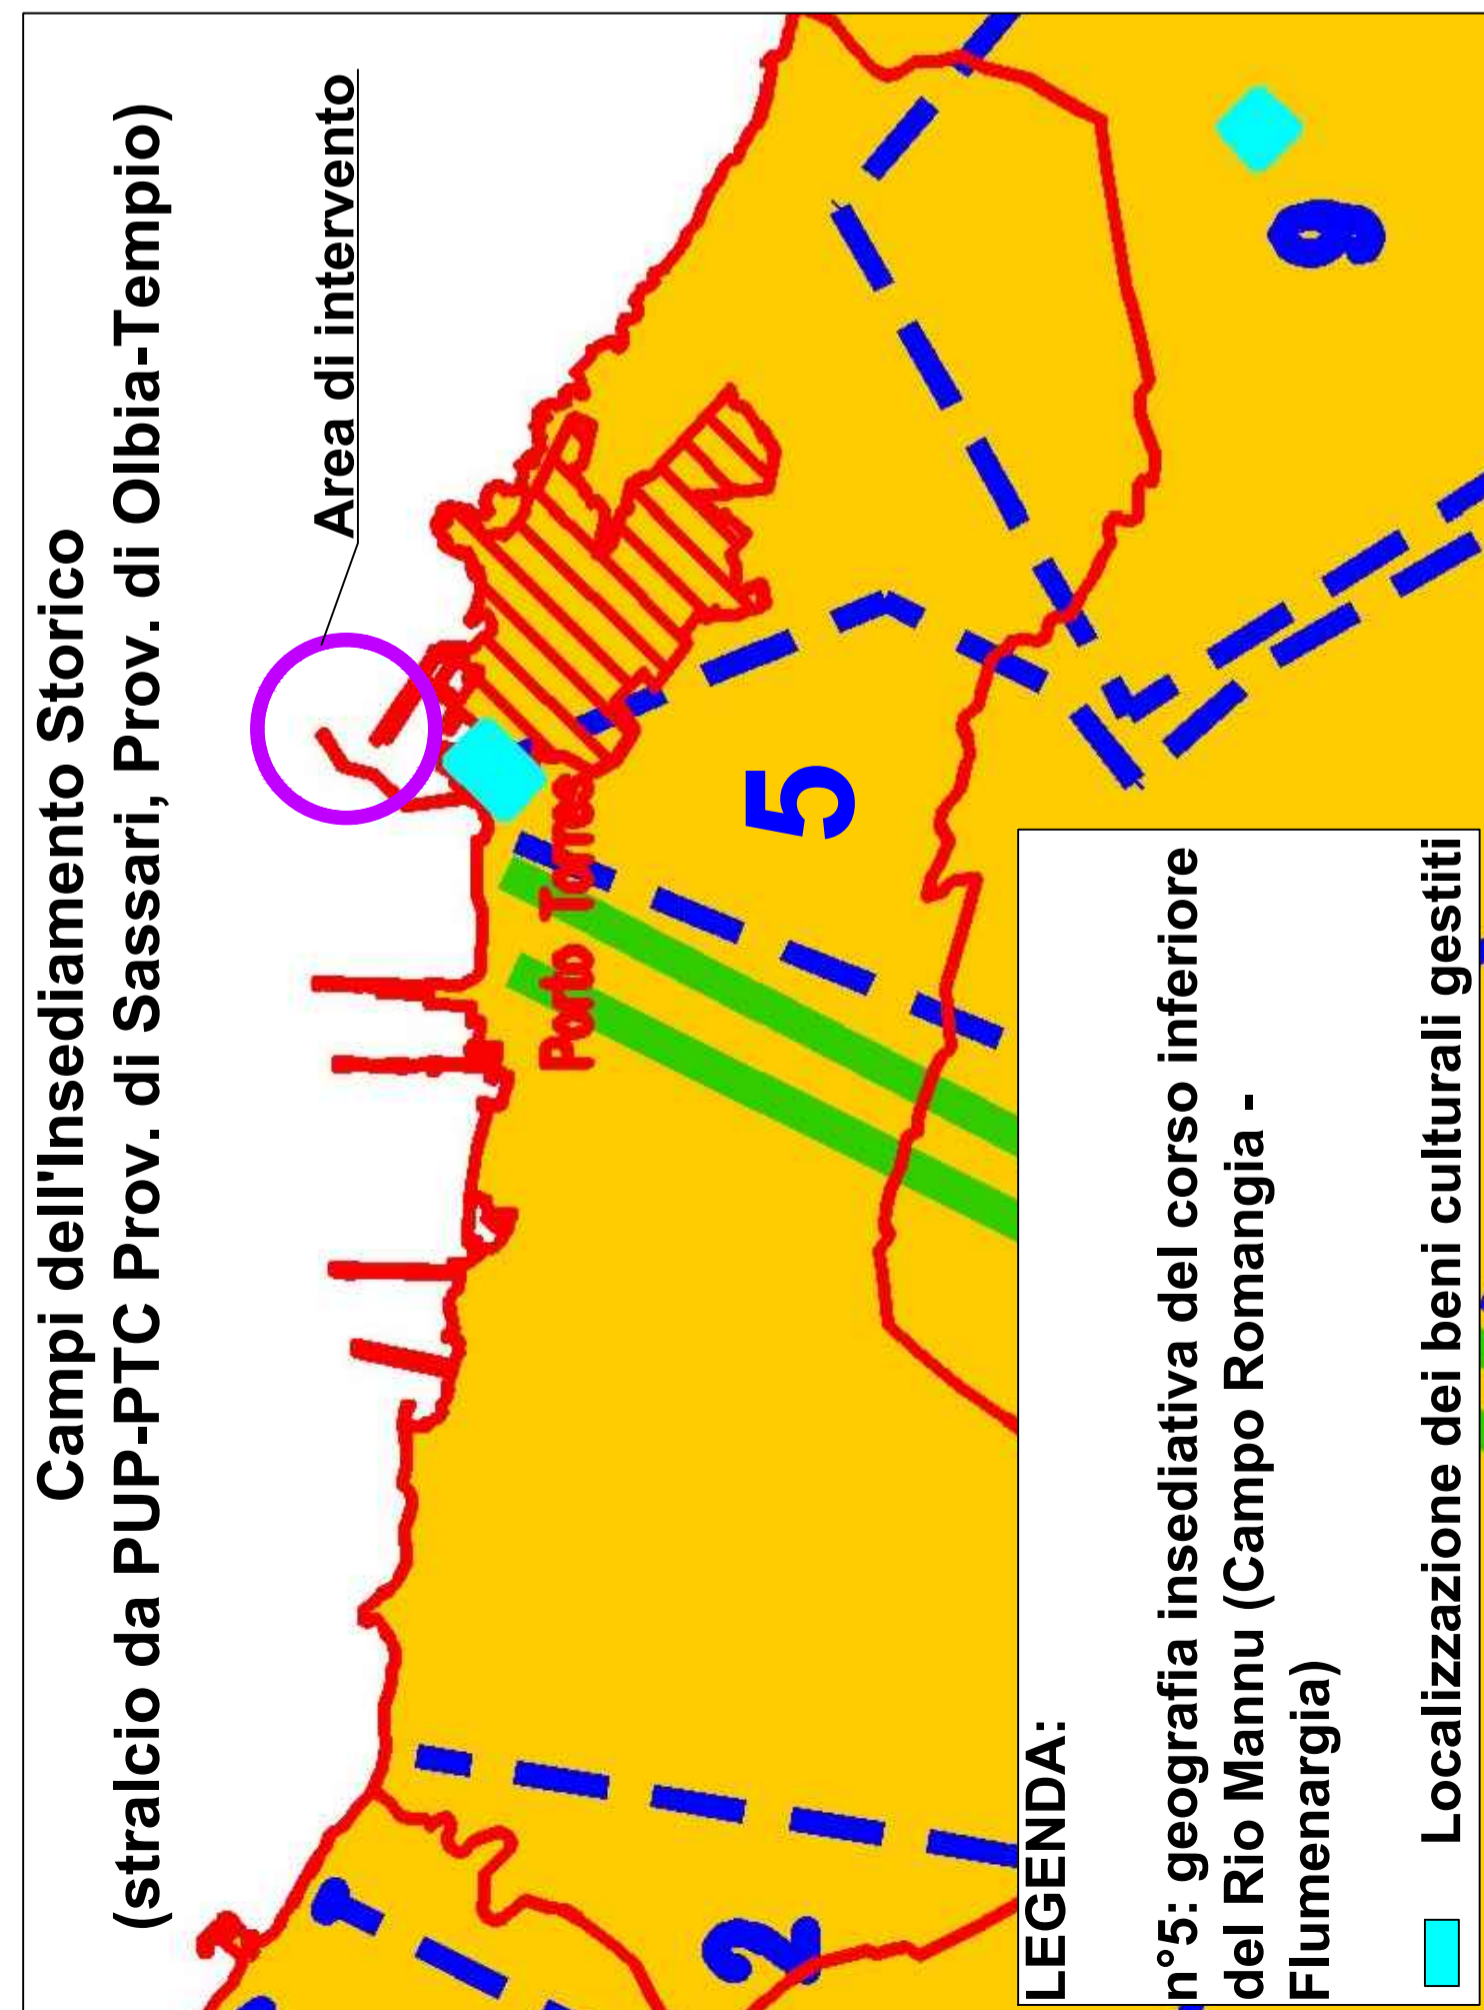 Campi dell'Insediamento Storico
(stralcio da PUP-PTC Prov. di Sassari, Prov. di Olbia-Tempio)
Area di intervento
Porto Torres
5
9
2
LEGENDA:
n°5: geografia insediativa del corso inferiore
del Rio Mannu (Campo Romangia -
Flumenargia)
Localizzazione dei beni culturali gestiti